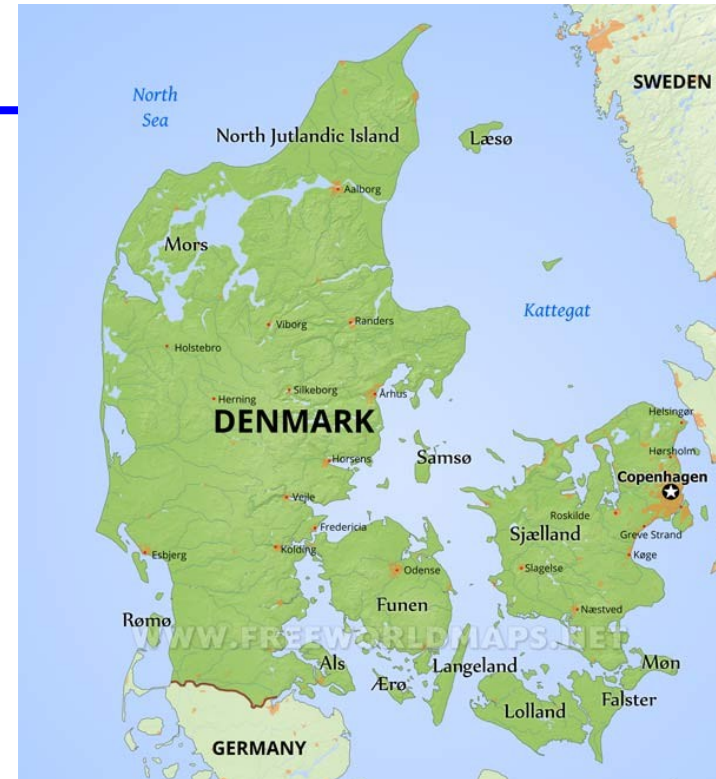 SWEDEN
North
Sea
North Jutlandic Island
Læsø
Aalborg
Mors
Kattegat
Viborg
Randers
Holstebro
Silkeborg
Århus
Herning
DENMARK
Helsingør
Hørsholm
Horsens
Samsø
Copenhagen
Vejle
Roskilde
Fredericia
Sjælland
Greve Strand
Kolding
Esbjerg
Køge
Odense
Slagelse
Funen
Næstved
Rømø
WWW.FREEWORLDMAPS.NET
Als
Langeland
Møn
Ærø
Falster
Lolland
GERMANY